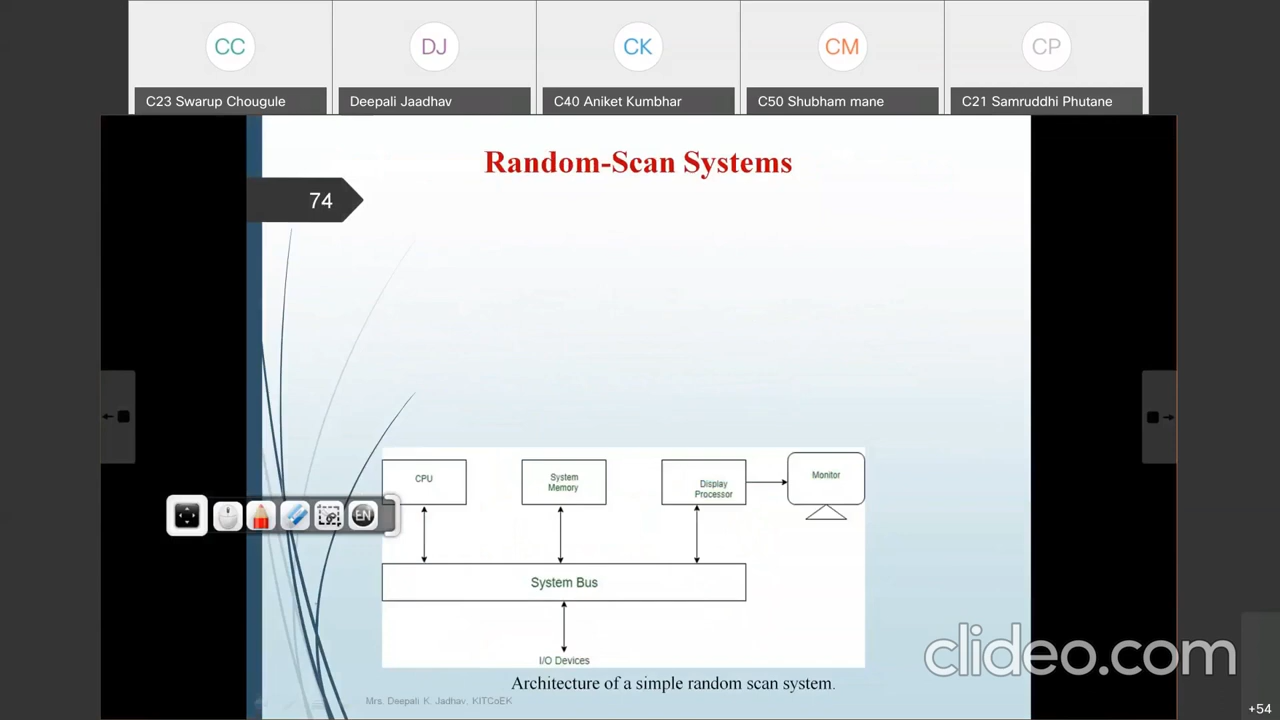 CC
DJ
CK
CM
CP
C23 Swarup Chougule
Deepali Jaadhav
C40 Aniket Kumbhar
C50 Shubham mane
C21 Samruddhi Phutane
Random-Scan Systems
74
CPU
System
Memory
Display
Processor
Monitor
EN
System Bus
I/O Devices
Architecture of a simple random scan system.
Mrs. Deepali K. Jadhav, KITCoEK
clideo.com
+54